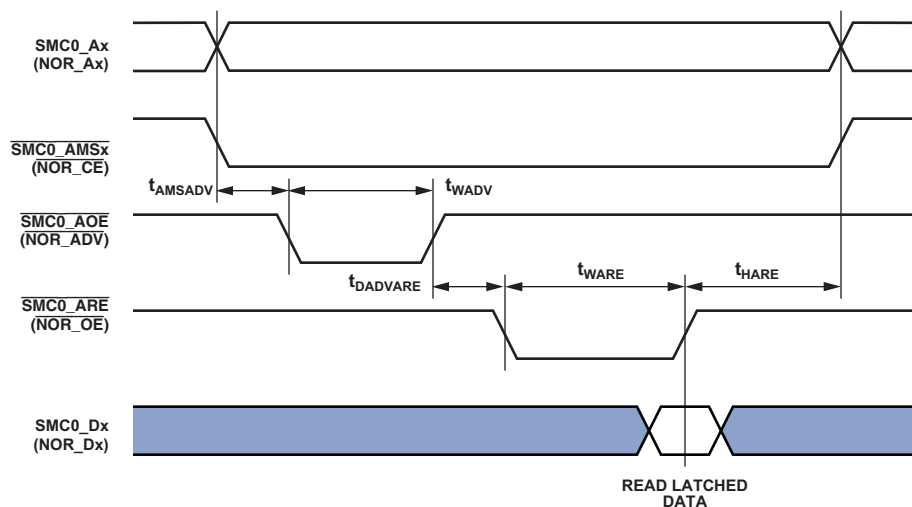 SMC0_Ax
(NOR_Ax)
SMC0_AMSx
(NOR_CE)
tAMSADV
tWADV
SMC0_AOE
(NOR_ADV)
tDADVARE
tWARE
tHARE
SMC0_ARE
(NOR_OE)
SMC0_Dx
(NOR_Dx)
READ LATCHED
DATA